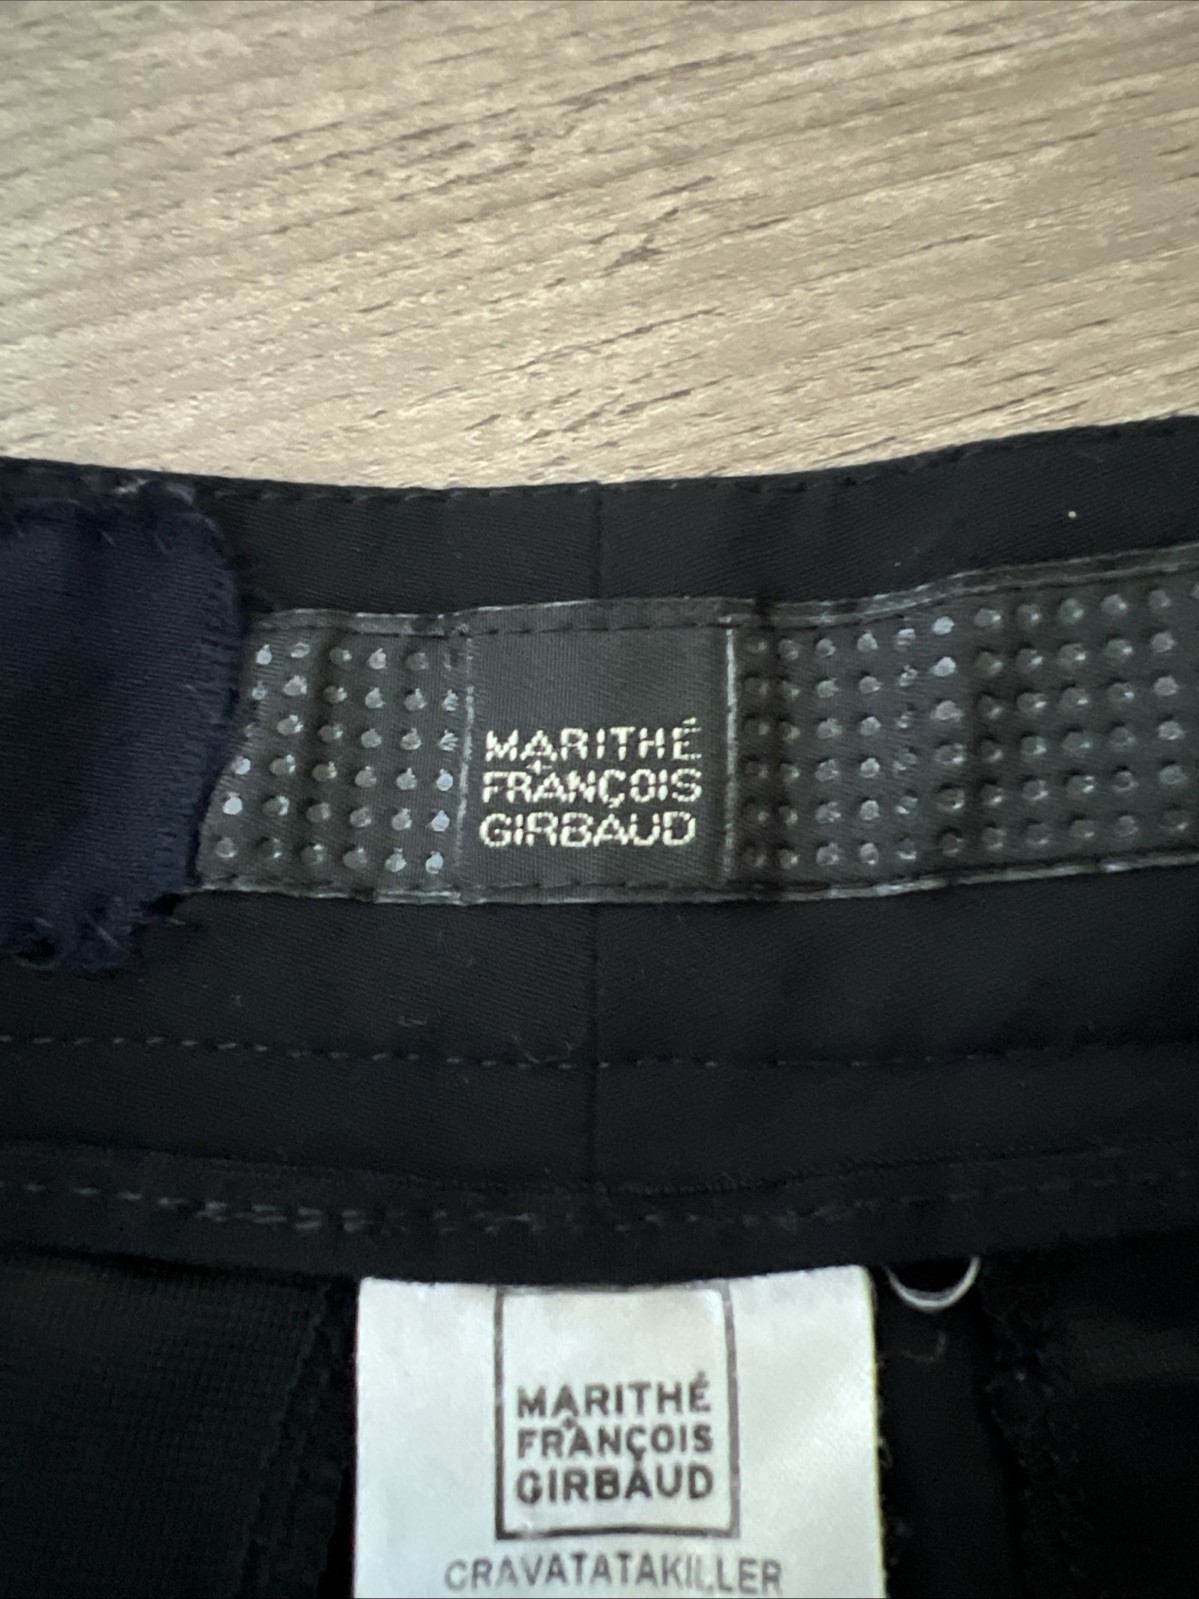 MARITHÉ
+
FRANÇOIS
GIRBAUD
MARITHÉ
+
FRANÇOIS
GIRBAUD
CRAVATATAKILLER